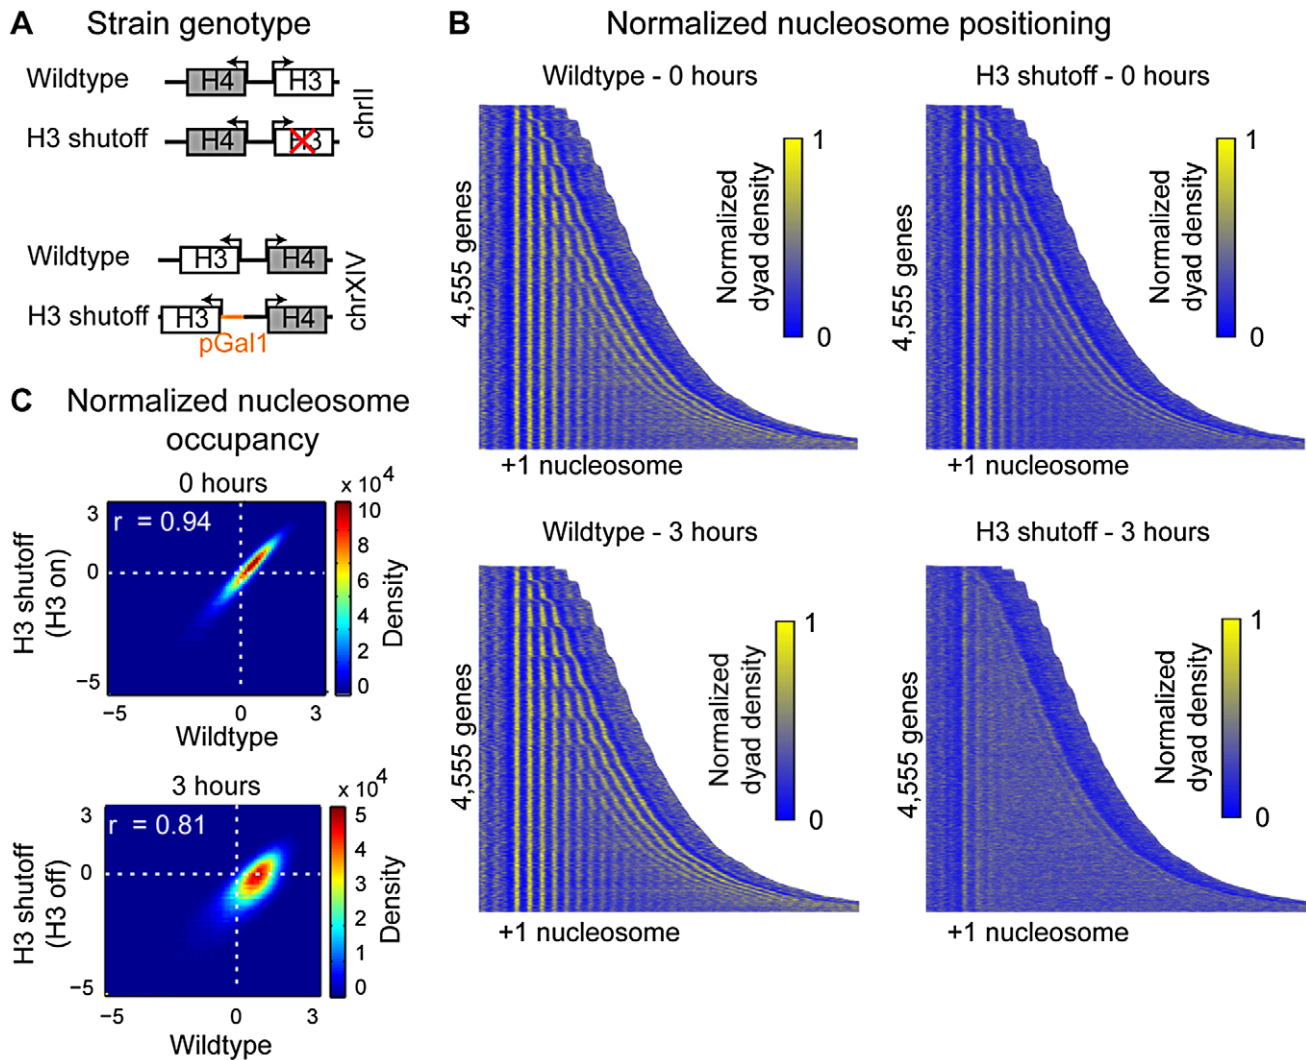 A Strain genotype
Wildtype
H4
H3
H3 shutoff
H4
H3
chrII
Wildtype
H3
H4
H3 shutoff
H3
H4
pGal1
chrXIV
B Normalized nucleosome positioning
Wildtype - 0 hours
4,555 genes
Normalized
dyad density
1
0
+1 nucleosome
H3 shutoff - 0 hours
4,555 genes
Normalized
dyad density
1
0
+1 nucleosome
Wildtype - 3 hours
4,555 genes
Normalized
dyad density
1
0
+1 nucleosome
H3 shutoff - 3 hours
4,555 genes
Normalized
dyad density
1
0
+1 nucleosome
C Normalized nucleosome
occupancy
0 hours
r = 0.94
H3 shutoff
(H3 on)
3
0
−5
−5 0 3
Wildtype
x 10^4
10
8
6
4
2
0
Density
3 hours
r = 0.81
H3 shutoff
(H3 off)
3
0
−5
−5 0 3
Wildtype
x 10^4
5
4
3
2
1
0
Density